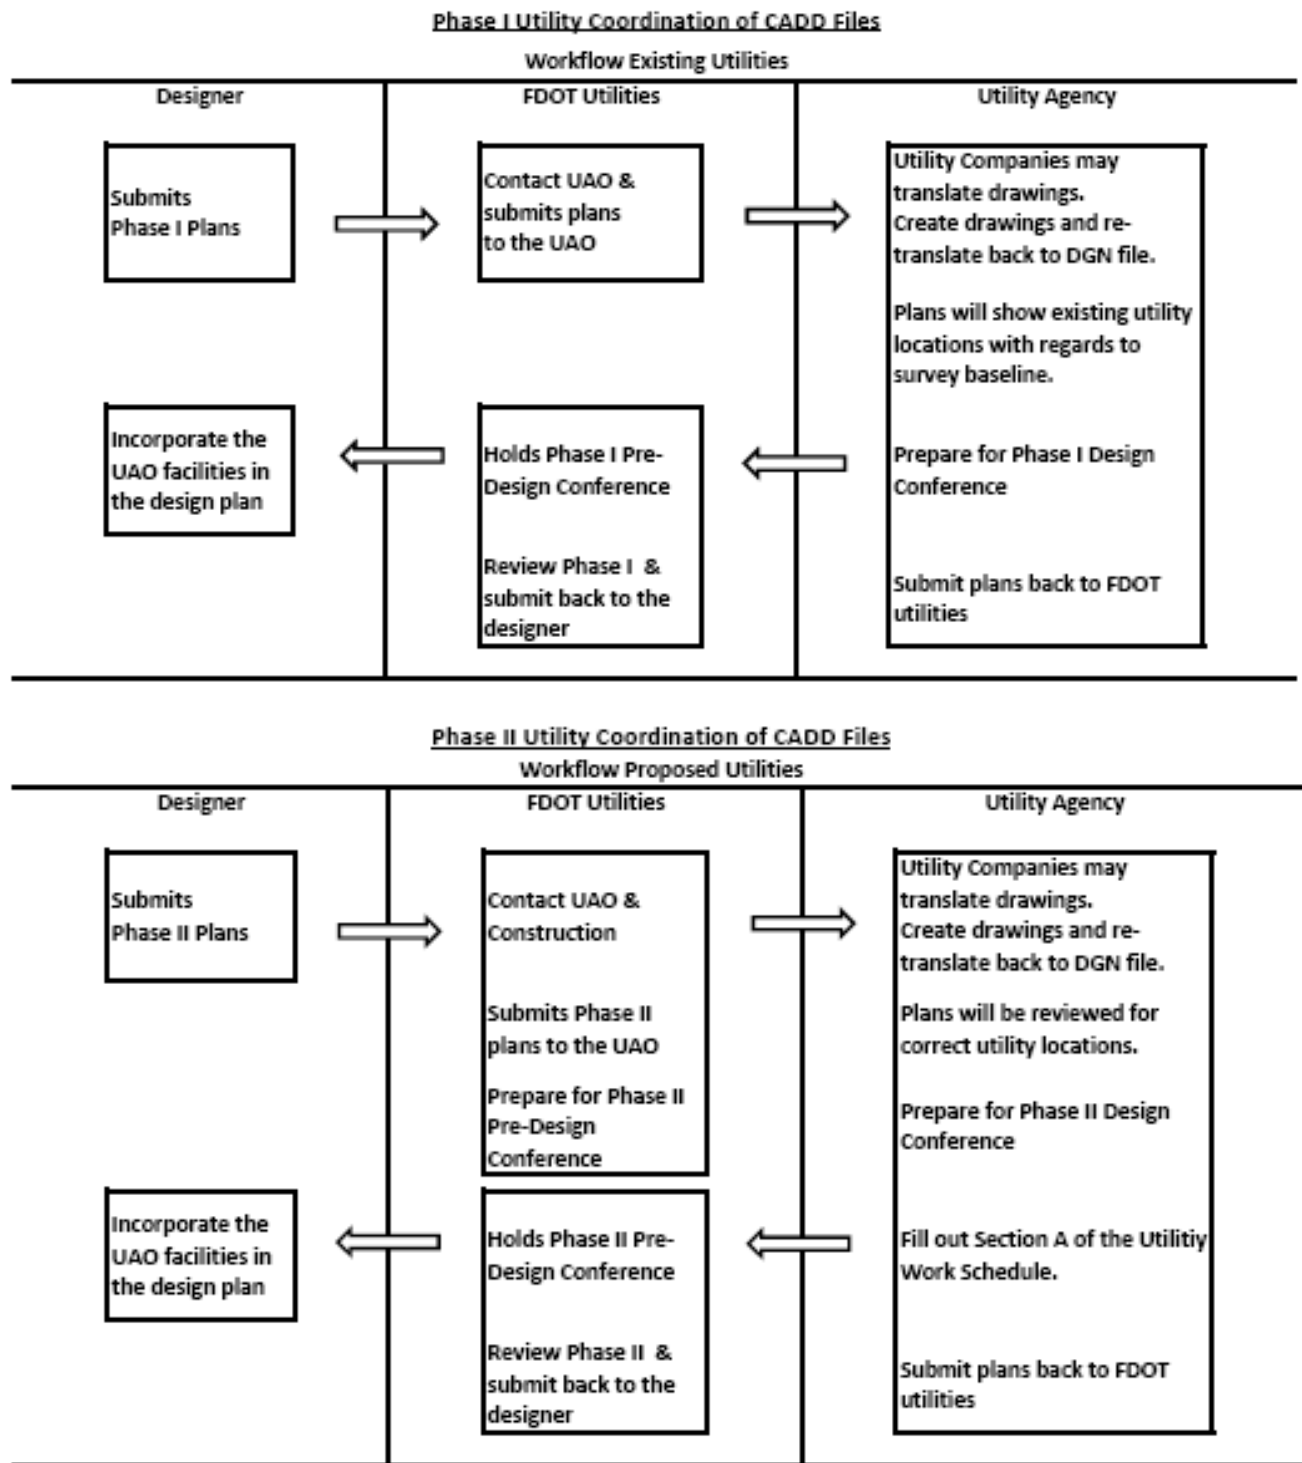 Phase I Utility Coordination of CADD Files
Workflow Existing Utilities
Designer
FDOT Utilities
Utility Agency
Submits
Phase I Plans
Contact UAO &
submits plans
to the UAO
Utility Companies may
translate drawings.
Create drawings and re-
translate back to DGN file.
Plans will show existing utility
locations with regards to
survey baseline.
Prepare for Phase I Design
Conference
Submit plans back to FDOT
utilities
Holds Phase I Pre-
Design Conference
Review Phase I &
submit back to the
designer
Incorporate the
UAO facilities in
the design plan
Phase II Utility Coordination of CADD Files
Workflow Proposed Utilities
Designer
FDOT Utilities
Utility Agency
Submits
Phase II Plans
Contact UAO &
Construction
Submits Phase II
plans to the UAO
Prepare for Phase II
Pre-Design
Conference
Utility Companies may
translate drawings.
Create drawings and re-
translate back to DGN file.
Plans will be reviewed for
correct utility locations.
Prepare for Phase II Design
Conference
Fill out Section A of the Utilitiy
Work Schedule.
Submit plans back to FDOT
utilities
Holds Phase II Pre-
Design Conference
Review Phase II &
submit back to the
designer
Incorporate the
UAO facilities in
the design plan